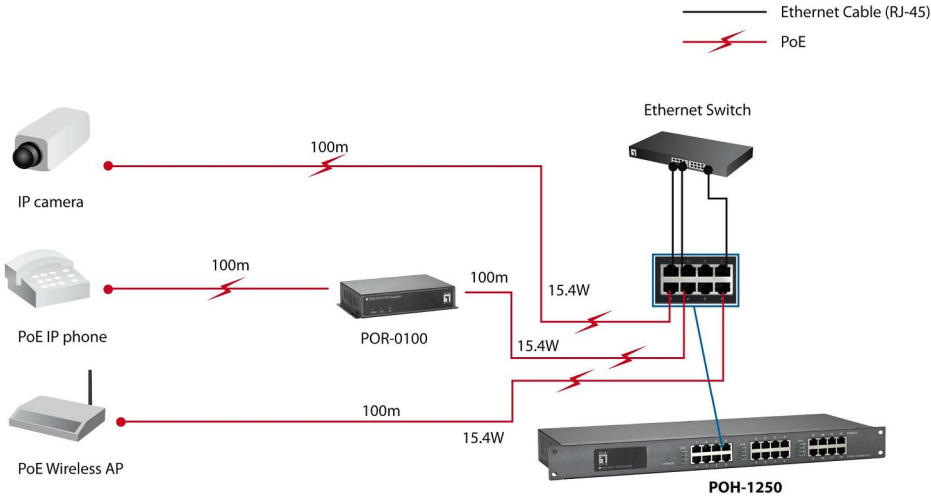 Ethernet Cable (RJ-45)
PoE
Ethernet Switch
100m
IP camera
100m
100m
15.4W
PoE IP phone
POR-0100
15.4W
100m
15.4W
PoE Wireless AP
POH-1250